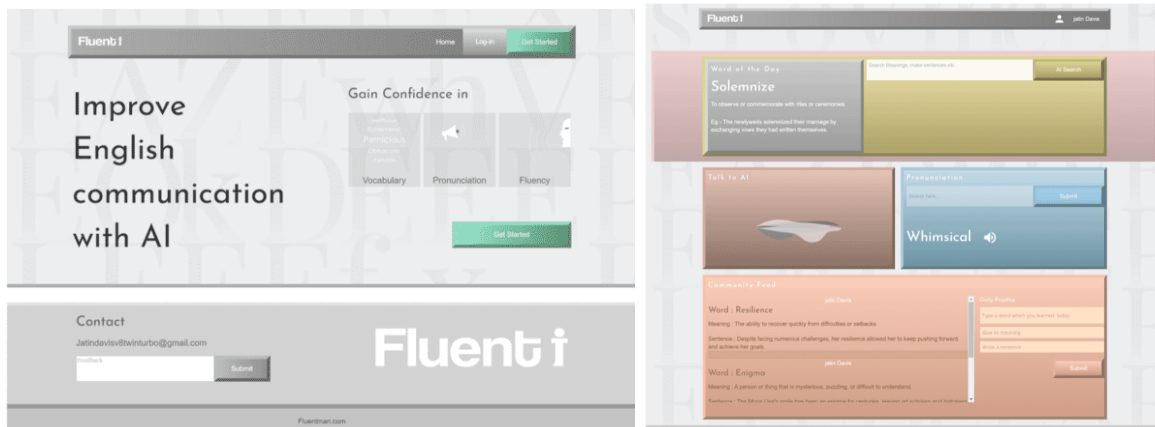 Fluenti
Home
Log-in
Get Started
Improve
English
communication
with AI
Gain Confidence in
Vocabulary
Pronunciation
Fluency
Get Started
Contact
Jatindavisv8twinturbo@gmail.com
Feedback
Submit
Fluenti
Fluentman.com
Fluenti
jatin Davis
Word of the Day
Solemnize
To observe or commemorate with rites or ceremonies.
Eg - The newlyweds solemnized their marriage by
exchanging vows they had written themselves.
Search Meanings, make sentences etc.
AI Search
Talk to AI
Pronunciation
Search here
Submit
Whimsical
Community Feed
jatin Davis
Word : Resilience
Meaning : The ability to recover quickly from difficulties or setbacks
Sentence : Despite facing numerous challenges, her resilience allowed her to keep pushing forward
and achieve her goals.
jatin Davis
Word : Enigma
Meaning : A person or thing that is mysterious, puzzling, or difficult to understand.
Daily Practice
Type a word which you learned today
Give its meaning
Write a sentence
Submit